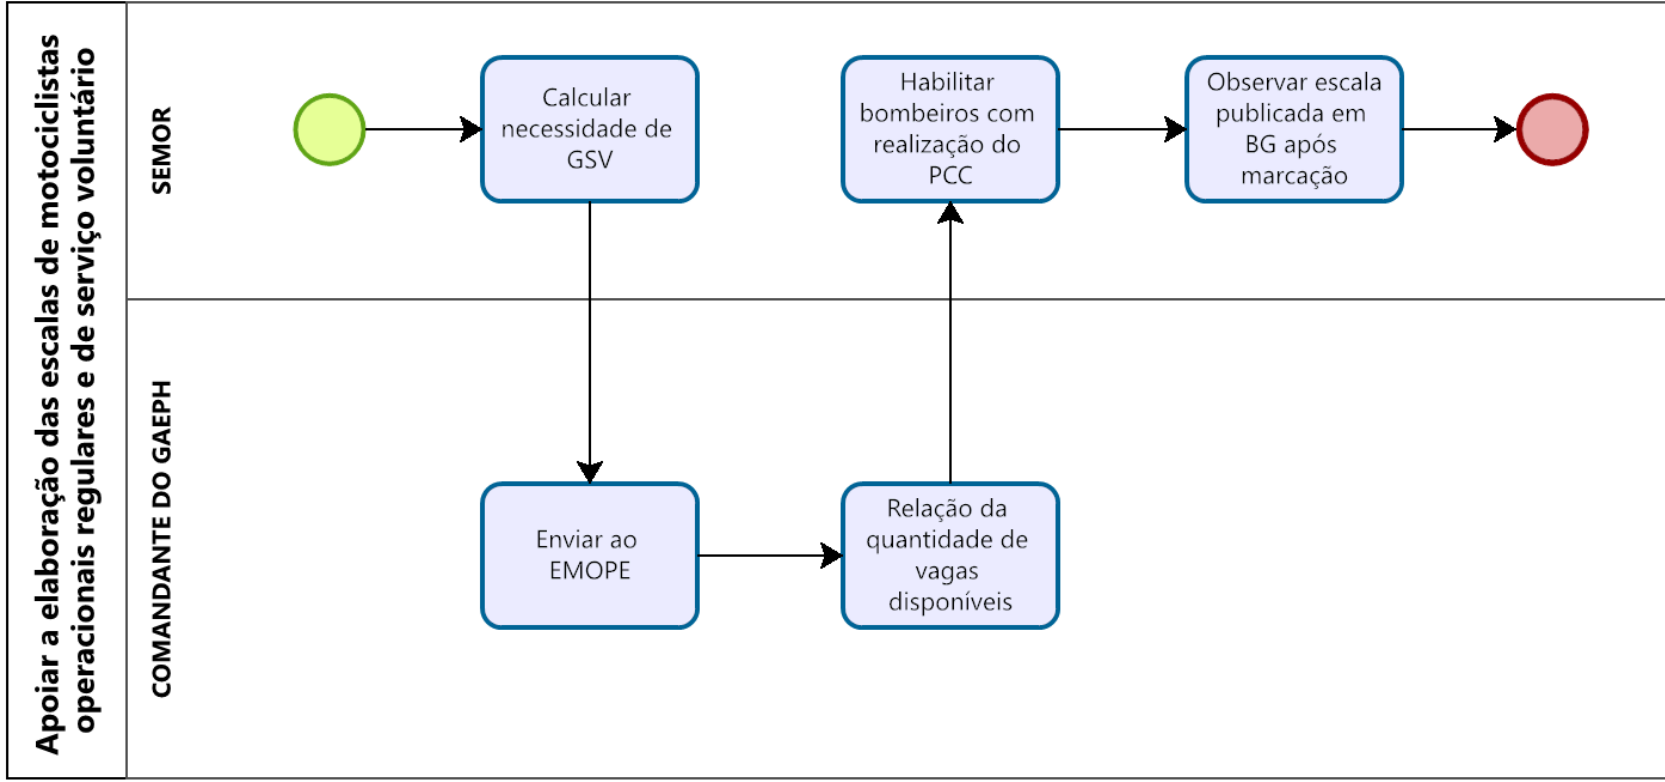 Apoiar a elaboração das escalas de motociclistas
operacionais regulares e de serviço voluntário
SEMOR
Calcular
necessidade de
GSV
Habilitar
bombeiros com
realização do
PCC
Observar escala
publicada em
BG após
marcação
COMANDANTE DO GAEPH
Enviar ao
EMOPE
Relação da
quantidade de
vagas
disponíveis